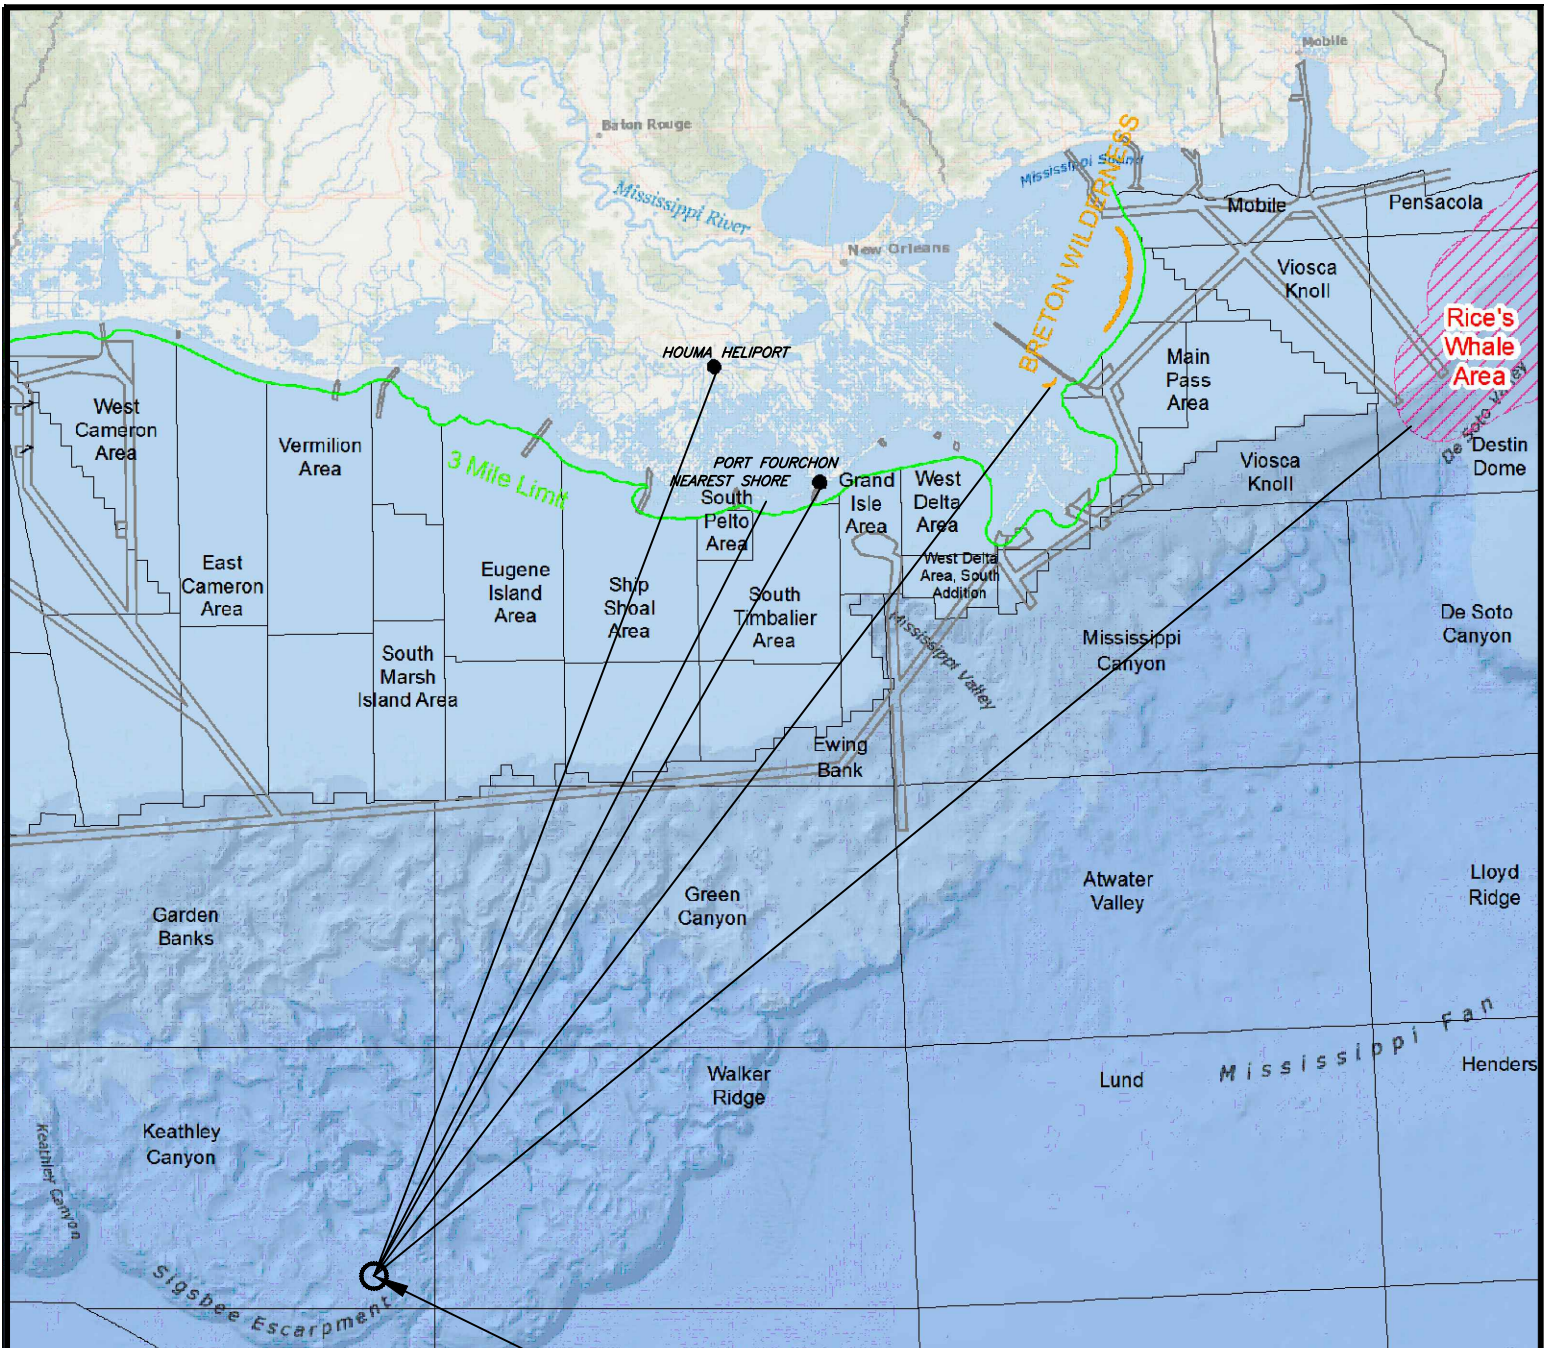 Mobile
Baton Rouge
Mississippi River
New Orleans
Mississippi Sound
BRETON WILDERNESS
Mobile
Pensacola
Viosca
Knoll
Rice's
Whale
Area
HOUMA HELIPORT
Main
Pass
Area
West
Cameron
Area
Vermilion
Area
3 Mile Limit
PORT FOURCHON
NEAREST SHORE
South
Pelto
Area
Grand
Isle
Area
West
Delta
Area
Viosca
Knoll
De Soto Valley
Destin
Dome
East
Cameron
Area
Eugene
Island
Area
Ship
Shoal
Area
South
Timbalier
Area
West Delta
Area, South
Addition
Mississippi Valley
Mississippi
Canyon
De Soto
Canyon
South
Marsh
Island Area
Ewing
Bank
Garden
Banks
Green
Canyon
Atwater
Valley
Lloyd
Ridge
Mississippi Fan
Walker
Ridge
Lund
Henders
Keathley
Canyon
Keathley Canyon
Sigsbee Escarpment